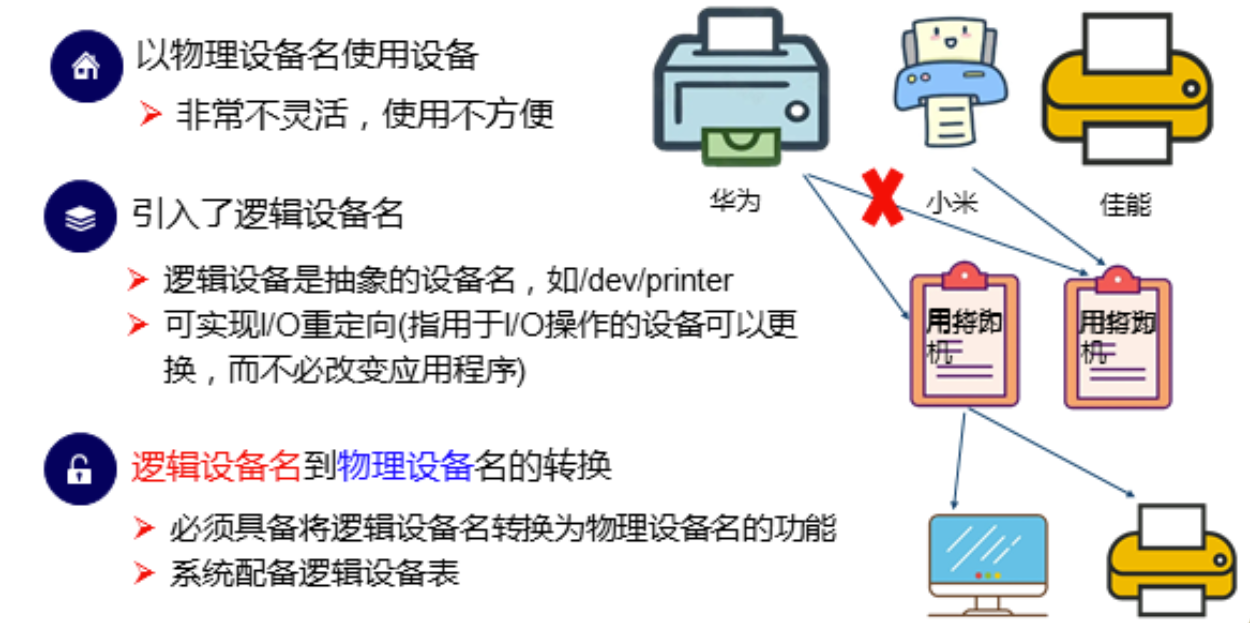 以物理设备名使用设备
非常不灵活，使用不方便
引入了逻辑设备名
逻辑设备是抽象的设备名，如/dev/printer
可实现I/O重定向(指用于I/O操作的设备可以更
换，而不必改变应用程序)
逻辑设备名到物理设备名的转换
必须具备将逻辑设备名转换为物理设备名的功能
系统配备逻辑设备表
华为
小米
佳能
机
机